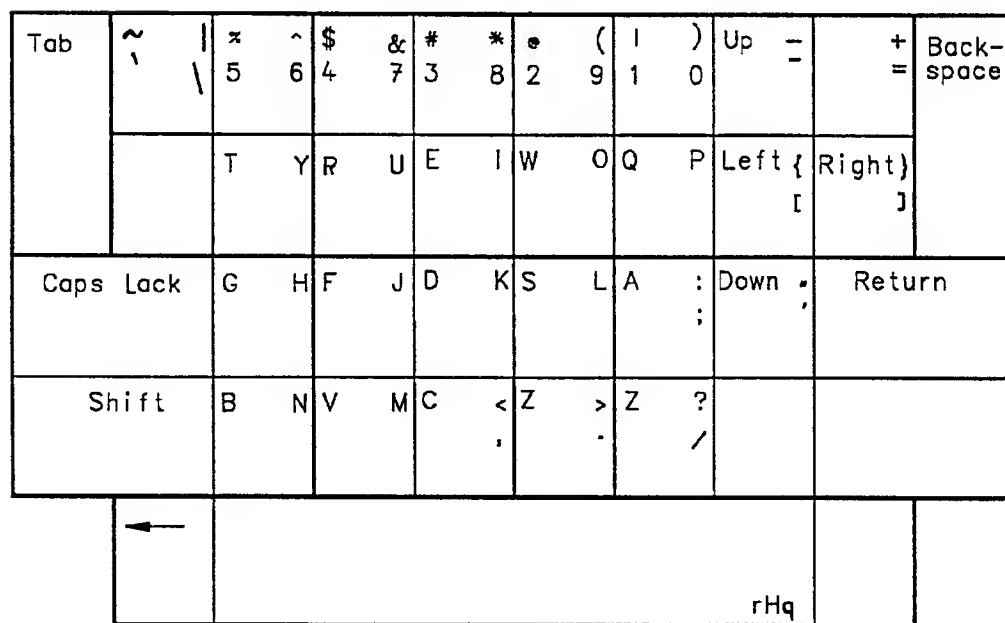 Tab ~ | % ^ $ & # * @ ( | ) Up _ + Back-
` \ 5 6 4 7 3 8 2 9 1 0 - = space
T Y R U E I W O Q P Left { Right }
[ ]
Caps Lack G H F J D K S L A : Down " Return
; '
Shift B N V M C < Z > Z ?
, . /
←
rHq